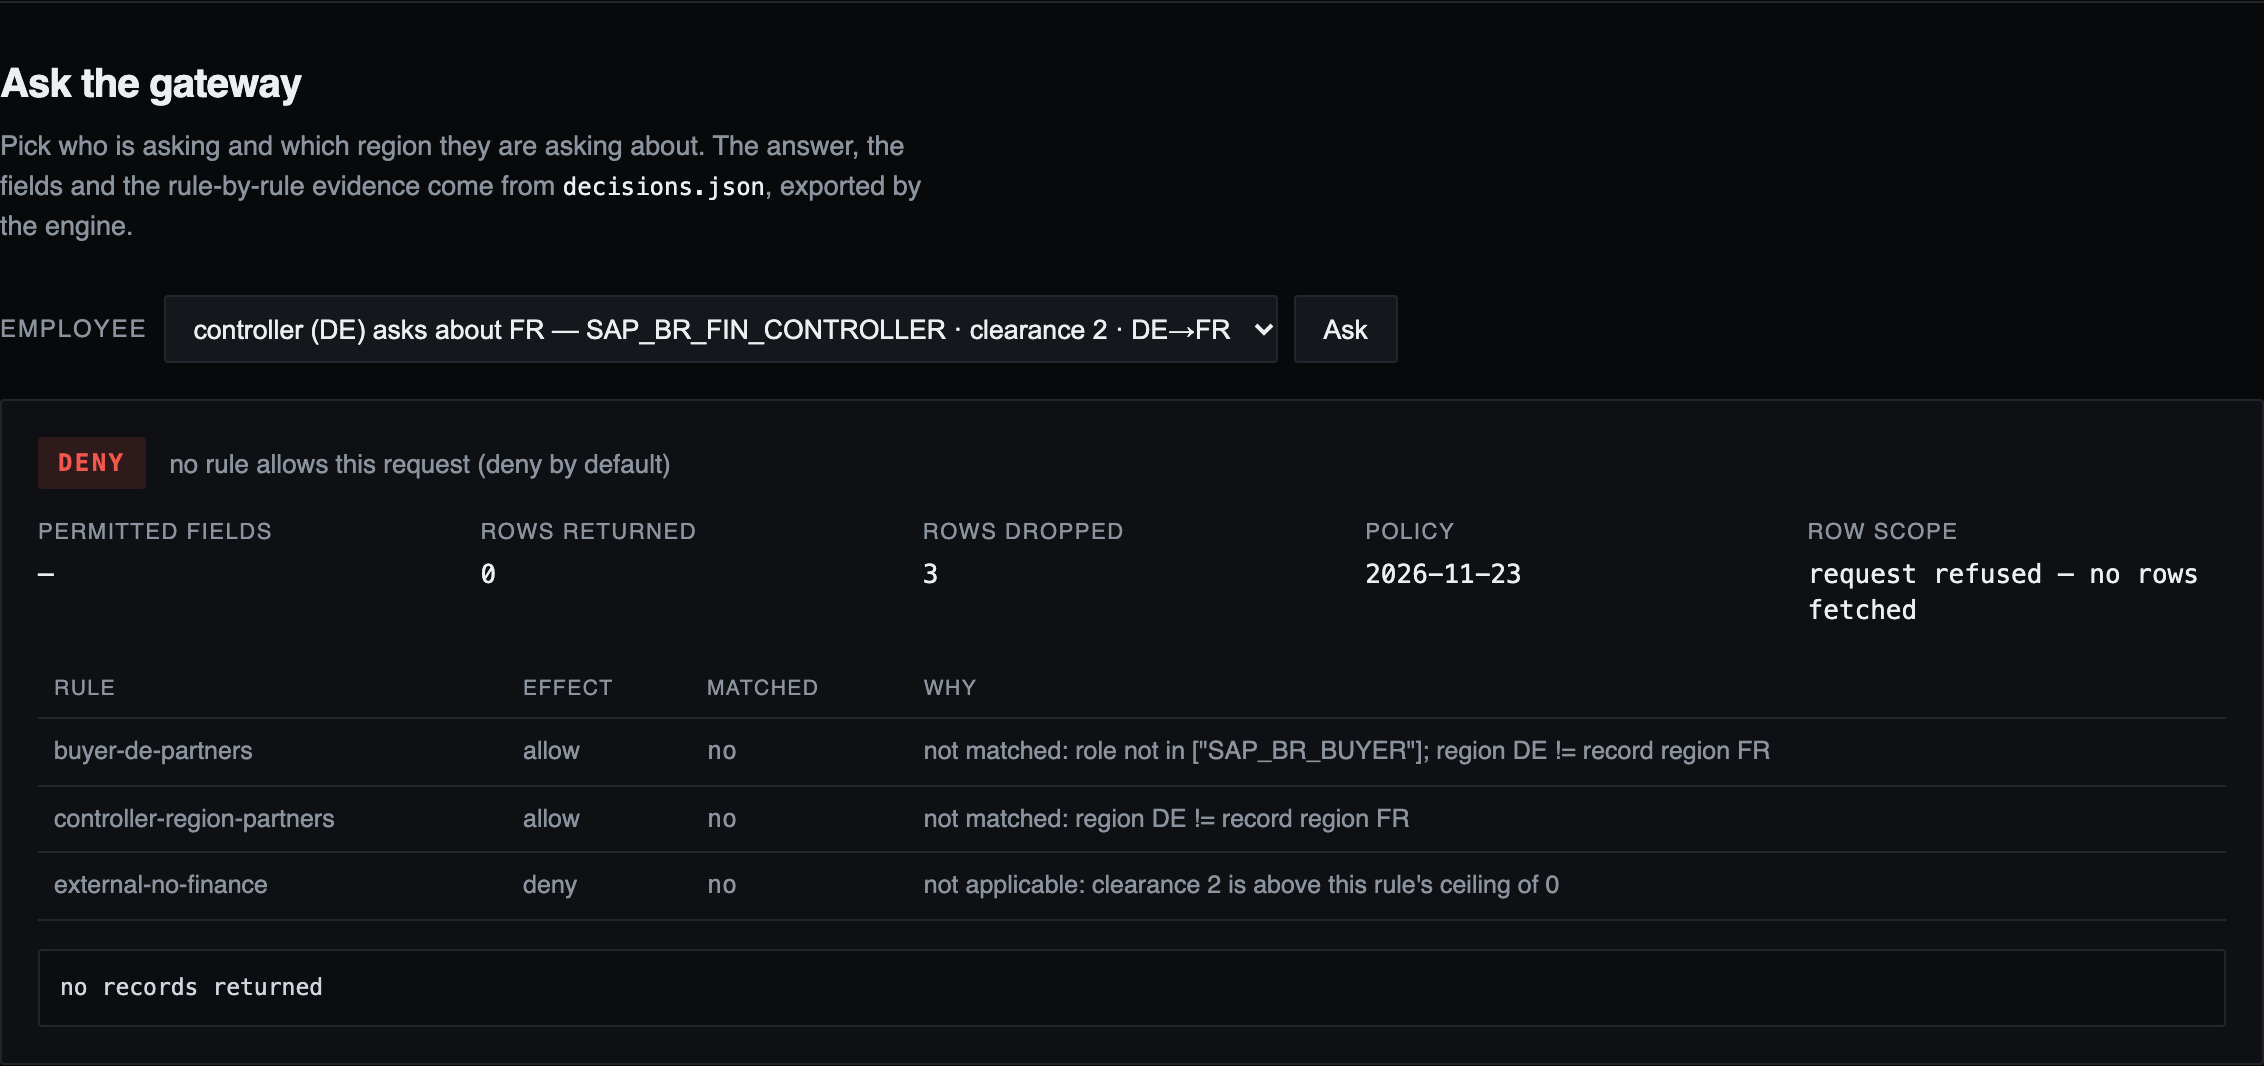 Ask the gateway
Pick who is asking and which region they are asking about. The answer, the
fields and the rule-by-rule evidence come from decisions.json, exported by
the engine.
EMPLOYEE controller (DE) asks about FR — SAP_BR_FIN_CONTROLLER · clearance 2 · DE→FR Ask
DENY no rule allows this request (deny by default)
PERMITTED FIELDS ROWS RETURNED ROWS DROPPED POLICY ROW SCOPE
— 0 3 2026-11-23 request refused — no rows
fetched
RULE EFFECT MATCHED WHY
buyer-de-partners allow no not matched: role not in ["SAP_BR_BUYER"]; region DE != record region FR
controller-region-partners allow no not matched: region DE != record region FR
external-no-finance deny no not applicable: clearance 2 is above this rule's ceiling of 0
no records returned